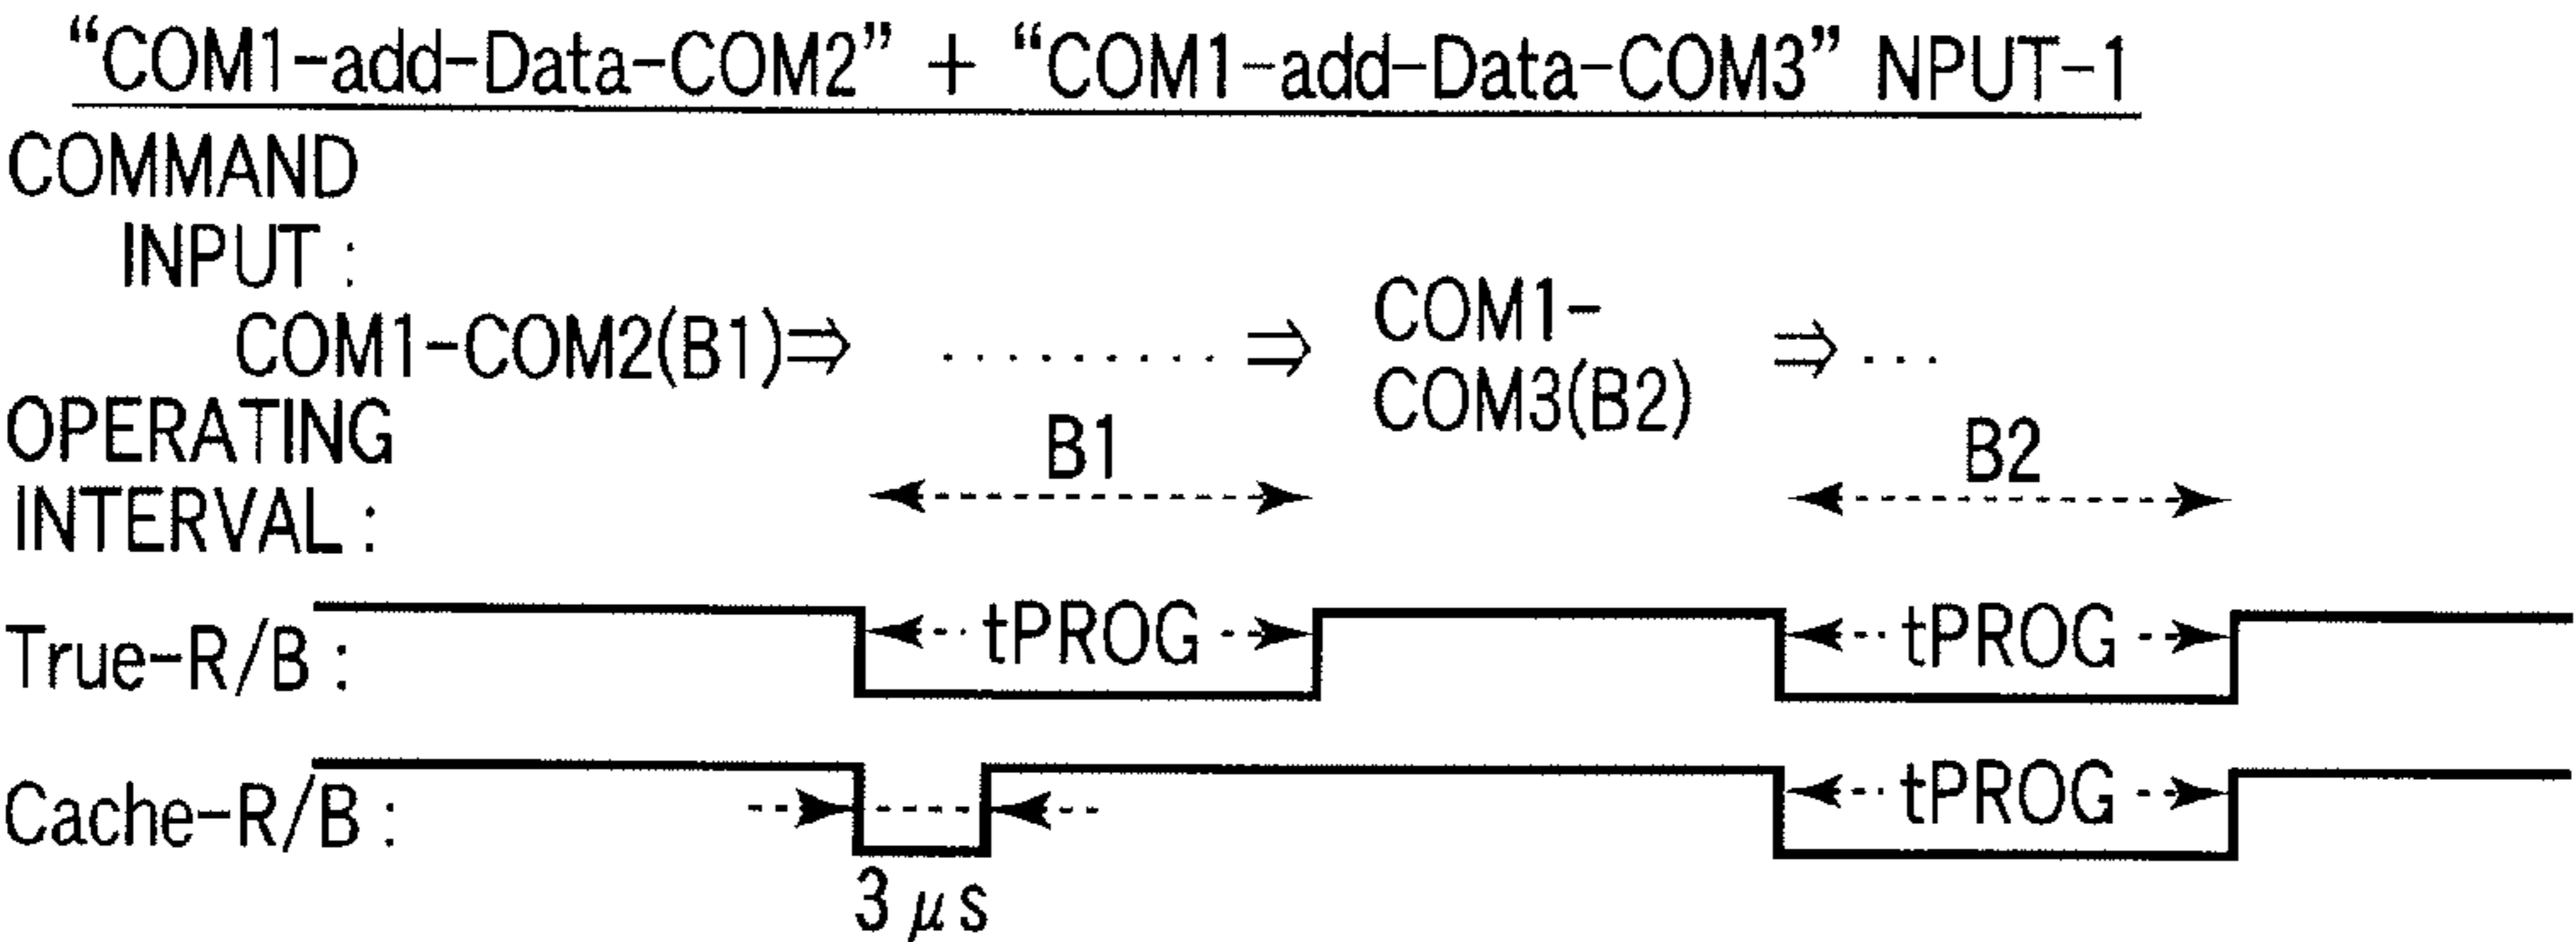 “COM1-add-Data-COM2” + “COM1-add-Data-COM3” NPUT-1
COMMAND
INPUT :
COM1-COM2(B1)⇒ ......... ⇒ COM1-
COM3(B2) ⇒ ...
OPERATING
INTERVAL :
B1 B2
True-R/B : tPROG tPROG
Cache-R/B : tPROG
3 μs